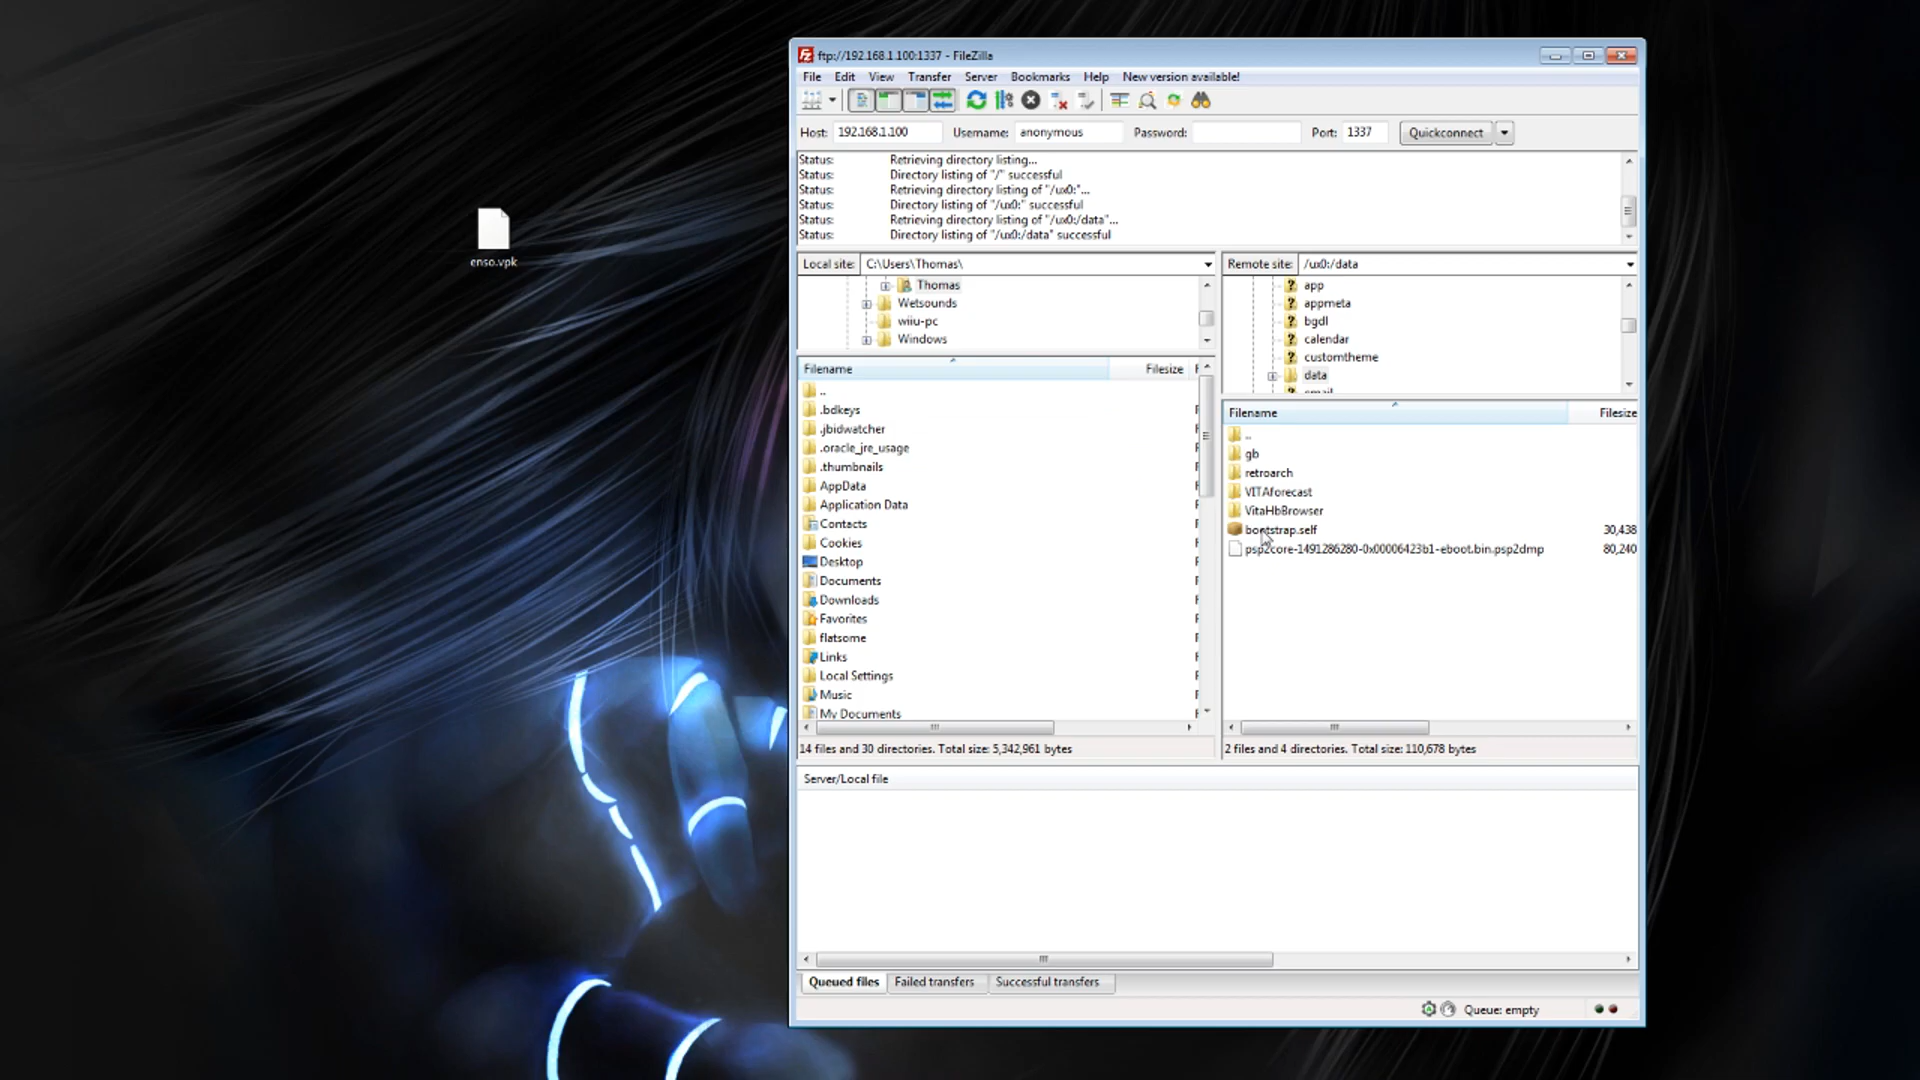 enso.vpk
ftp://192.168.1.100:1337 - FileZilla
File Edit View Transfer Server Bookmarks Help New version available!
Host: 192.168.1.100 Username: anonymous Password: Port: 1337 Quickconnect
Status: Retrieving directory listing...
Status: Directory listing of "/" successful
Status: Retrieving directory listing of "/ux0:"...
Status: Directory listing of "/ux0:" successful
Status: Retrieving directory listing of "/ux0:/data"...
Status: Directory listing of "/ux0:/data" successful
Local site: C:\Users\Thomas\
Thomas
Wetsounds
wiiu-pc
Windows
Filename Filesize F
..
.bdkeys F
.jbidwatcher F
.oracle_jre_usage F
.thumbnails F
AppData F
Application Data F
Contacts F
Cookies F
Desktop F
Documents F
Downloads F
Favorites F
flatsome F
Links F
Local Settings F
Music F
My Documents F
14 files and 30 directories. Total size: 5,342,961 bytes
Remote site: /ux0:/data
app
appmeta
bgdl
calendar
customtheme
data
email
Filename Filesize
..
gb
retroarch
VITAforecast
VitaHbBrowser
bootstrap.self 30,438
psp2core-1491286280-0x00006423b1-eboot.bin.psp2dmp 80,240
2 files and 4 directories. Total size: 110,678 bytes
Server/Local file
Queued files Failed transfers Successful transfers
Queue: empty